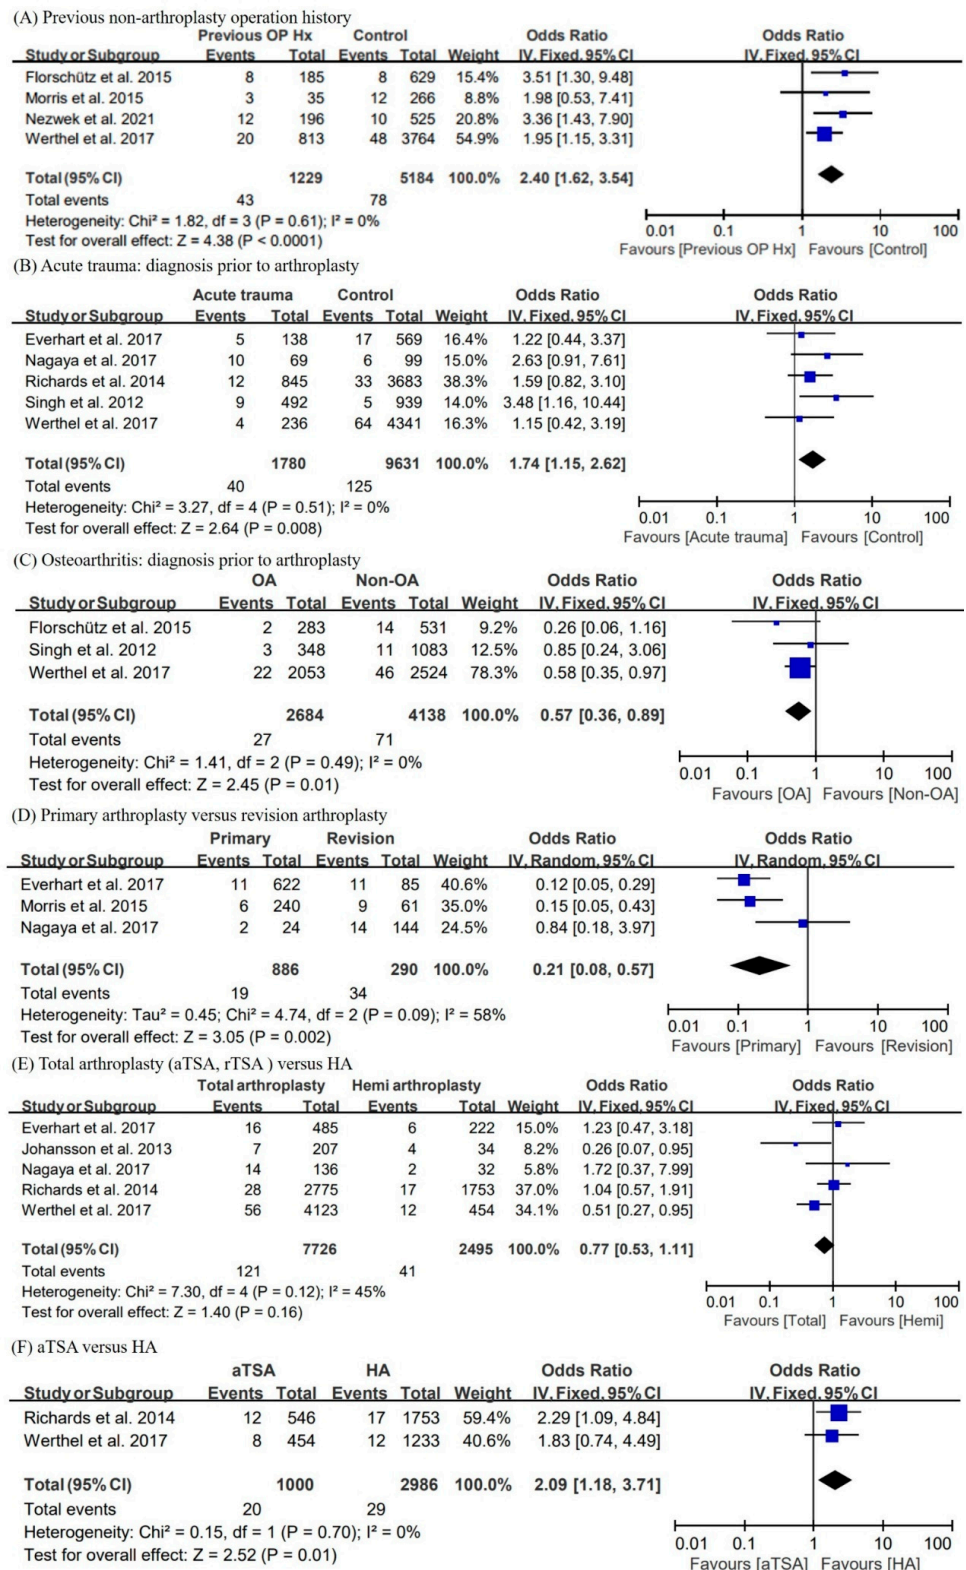 (A) Previous non-arthroplasty operation history
Previous OP Hx Control Odds Ratio Odds Ratio
Study or Subgroup Events Total Events Total Weight IV, Fixed, 95% CI IV, Fixed, 95% CI
Florschütz et al. 2015 8 185 8 629 15.4% 3.51 [1.30, 9.48]
Morris et al. 2015 3 35 12 266 8.8% 1.98 [0.53, 7.41]
Nezwek et al. 2021 12 196 10 525 20.8% 3.36 [1.43, 7.90]
Werthel et al. 2017 20 813 48 3764 54.9% 1.95 [1.15, 3.31]
Total (95% CI) 1229 5184 100.0% 2.40 [1.62, 3.54]
Total events 43 78
Heterogeneity: Chi² = 1.82, df = 3 (P = 0.61); I² = 0%
Test for overall effect: Z = 4.38 (P < 0.0001)
0.01 0.1 1 10 100
Favours [Previous OP Hx] Favours [Control]
(B) Acute trauma: diagnosis prior to arthroplasty
Acute trauma Control Odds Ratio Odds Ratio
Study or Subgroup Events Total Events Total Weight IV, Fixed, 95% CI IV, Fixed, 95% CI
Everhart et al. 2017 5 138 17 569 16.4% 1.22 [0.44, 3.37]
Nagaya et al. 2017 10 69 6 99 15.0% 2.63 [0.91, 7.61]
Richards et al. 2014 12 845 33 3683 38.3% 1.59 [0.82, 3.10]
Singh et al. 2012 9 492 5 939 14.0% 3.48 [1.16, 10.44]
Werthel et al. 2017 4 236 64 4341 16.3% 1.15 [0.42, 3.19]
Total (95% CI) 1780 9631 100.0% 1.74 [1.15, 2.62]
Total events 40 125
Heterogeneity: Chi² = 3.27, df = 4 (P = 0.51); I² = 0%
Test for overall effect: Z = 2.64 (P = 0.008)
0.01 0.1 1 10 100
Favours [Acute trauma] Favours [Control]
(C) Osteoarthritis: diagnosis prior to arthroplasty
OA Non-OA Odds Ratio Odds Ratio
Study or Subgroup Events Total Events Total Weight IV, Fixed, 95% CI IV, Fixed, 95% CI
Florschütz et al. 2015 2 283 14 531 9.2% 0.26 [0.06, 1.16]
Singh et al. 2012 3 348 11 1083 12.5% 0.85 [0.24, 3.06]
Werthel et al. 2017 22 2053 46 2524 78.3% 0.58 [0.35, 0.97]
Total (95% CI) 2684 4138 100.0% 0.57 [0.36, 0.89]
Total events 27 71
Heterogeneity: Chi² = 1.41, df = 2 (P = 0.49); I² = 0%
Test for overall effect: Z = 2.45 (P = 0.01)
0.01 0.1 1 10 100
Favours [OA] Favours [Non-OA]
(D) Primary arthroplasty versus revision arthroplasty
Primary Revision Odds Ratio Odds Ratio
Study or Subgroup Events Total Events Total Weight IV, Random, 95% CI IV, Random, 95% CI
Everhart et al. 2017 11 622 11 85 40.6% 0.12 [0.05, 0.29]
Morris et al. 2015 6 240 9 61 35.0% 0.15 [0.05, 0.43]
Nagaya et al. 2017 2 24 14 144 24.5% 0.84 [0.18, 3.97]
Total (95% CI) 886 290 100.0% 0.21 [0.08, 0.57]
Total events 19 34
Heterogeneity: Tau² = 0.45; Chi² = 4.74, df = 2 (P = 0.09); I² = 58%
Test for overall effect: Z = 3.05 (P = 0.002)
0.01 0.1 1 10 100
Favours [Primary] Favours [Revision]
(E) Total arthroplasty (aTSA, rTSA ) versus HA
Total arthroplasty Hemi arthroplasty Odds Ratio Odds Ratio
Study or Subgroup Events Total Events Total Weight IV, Fixed, 95% CI IV, Fixed, 95% CI
Everhart et al. 2017 16 485 6 222 15.0% 1.23 [0.47, 3.18]
Johansson et al. 2013 7 207 4 34 8.2% 0.26 [0.07, 0.95]
Nagaya et al. 2017 14 136 2 32 5.8% 1.72 [0.37, 7.99]
Richards et al. 2014 28 2775 17 1753 37.0% 1.04 [0.57, 1.91]
Werthel et al. 2017 56 4123 12 454 34.1% 0.51 [0.27, 0.95]
Total (95% CI) 7726 2495 100.0% 0.77 [0.53, 1.11]
Total events 121 41
Heterogeneity: Chi² = 7.30, df = 4 (P = 0.12); I² = 45%
Test for overall effect: Z = 1.40 (P = 0.16)
0.01 0.1 1 10 100
Favours [Total] Favours [Hemi]
(F) aTSA versus HA
aTSA HA Odds Ratio Odds Ratio
Study or Subgroup Events Total Events Total Weight IV, Fixed, 95% CI IV, Fixed, 95% CI
Richards et al. 2014 12 546 17 1753 59.4% 2.29 [1.09, 4.84]
Werthel et al. 2017 8 454 12 1233 40.6% 1.83 [0.74, 4.49]
Total (95% CI) 1000 2986 100.0% 2.09 [1.18, 3.71]
Total events 20 29
Heterogeneity: Chi² = 0.15, df = 1 (P = 0.70); I² = 0%
Test for overall effect: Z = 2.52 (P = 0.01)
0.01 0.1 1 10 100
Favours [aTSA] Favours [HA]